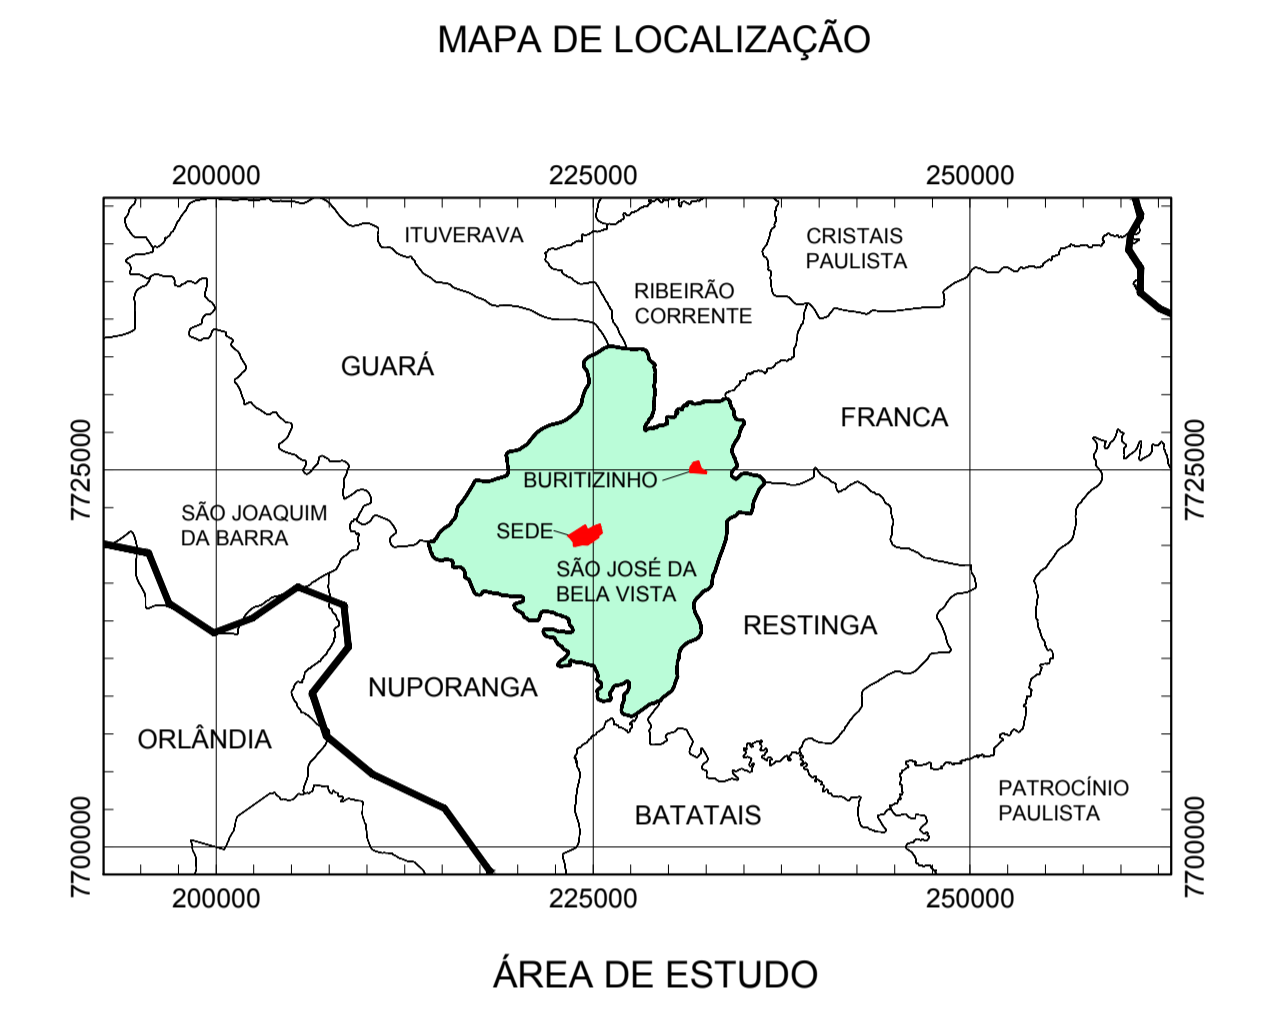 MAPA DE LOCALIZAÇÃO
200000
225000
250000
ITUVERAVA
CRISTAIS
PAULISTA
RIBEIRÃO
CORRENTE
GUARÁ
FRANCA
7725000
7725000
BURITIZINHO
SÃO JOAQUIM
DA BARRA
SEDE
SÃO JOSÉ DA
BELA VISTA
RESTINGA
NUPORANGA
ORLÂNDIA
PATROCÍNIO
PAULISTA
BATATAIS
7700000
7700000
200000
225000
250000
ÁREA DE ESTUDO